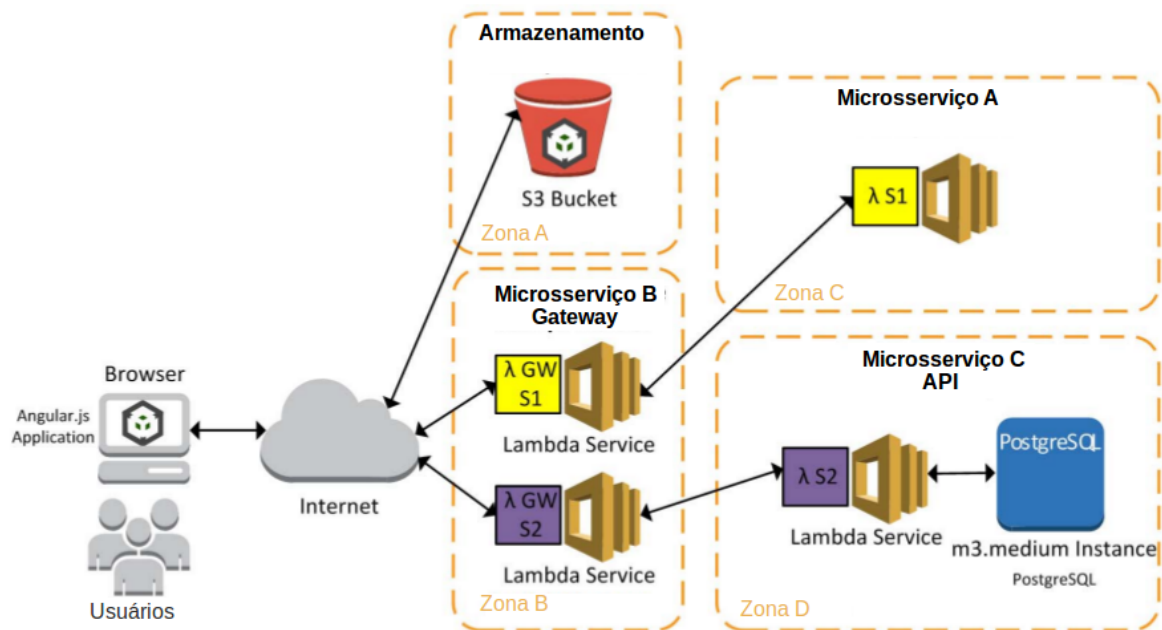 Armazenamento
S3 Bucket
Zona A
Microsserviço A
λ S1
Zona C
Microsserviço B
Gateway
λ GW
S1
Lambda Service
λ GW
S2
Lambda Service
Zona B
Microsserviço C
API
λ S2
Lambda Service
PostgreSQL
m3.medium Instance
PostgreSQL
Zona D
Browser
Angular.js
Application
Internet
Usuários